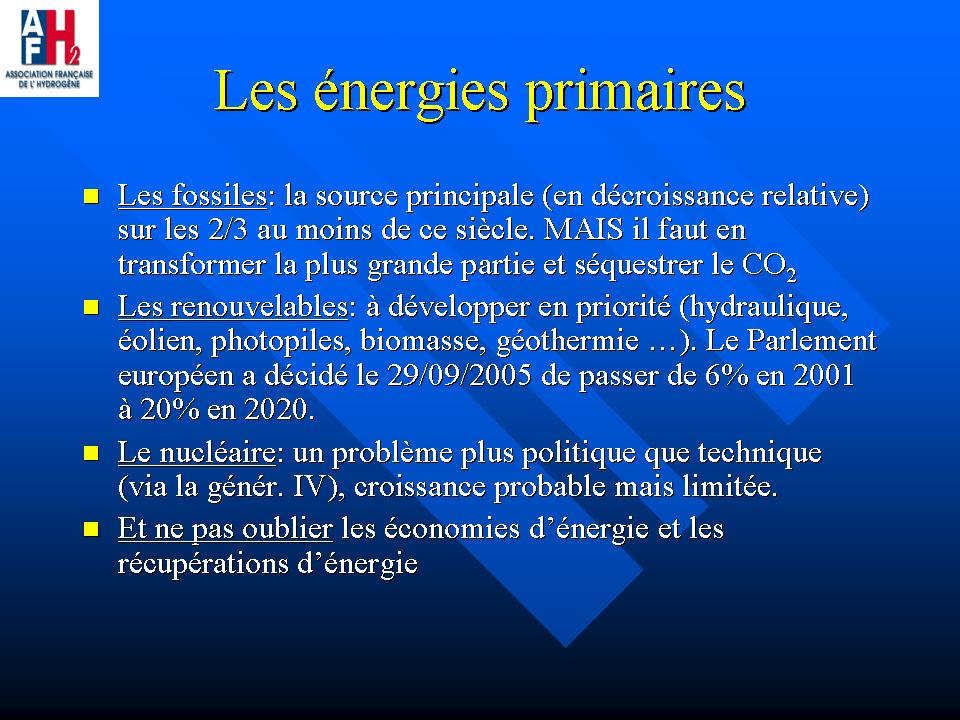 AFH2
ASSOCIATION FRANÇAISE
DE L'HYDROGÈNE
Les énergies primaires
Les fossiles: la source principale (en décroissance relative)
sur les 2/3 au moins de ce siècle. MAIS il faut en
transformer la plus grande partie et séquestrer le CO2
Les renouvelables: à développer en priorité (hydraulique,
éolien, photopiles, biomasse, géothermie …). Le Parlement
européen a décidé le 29/09/2005 de passer de 6% en 2001
à 20% en 2020.
Le nucléaire: un problème plus politique que technique
(via la génér. IV), croissance probable mais limitée.
Et ne pas oublier les économies d'énergie et les
récupérations d'énergie